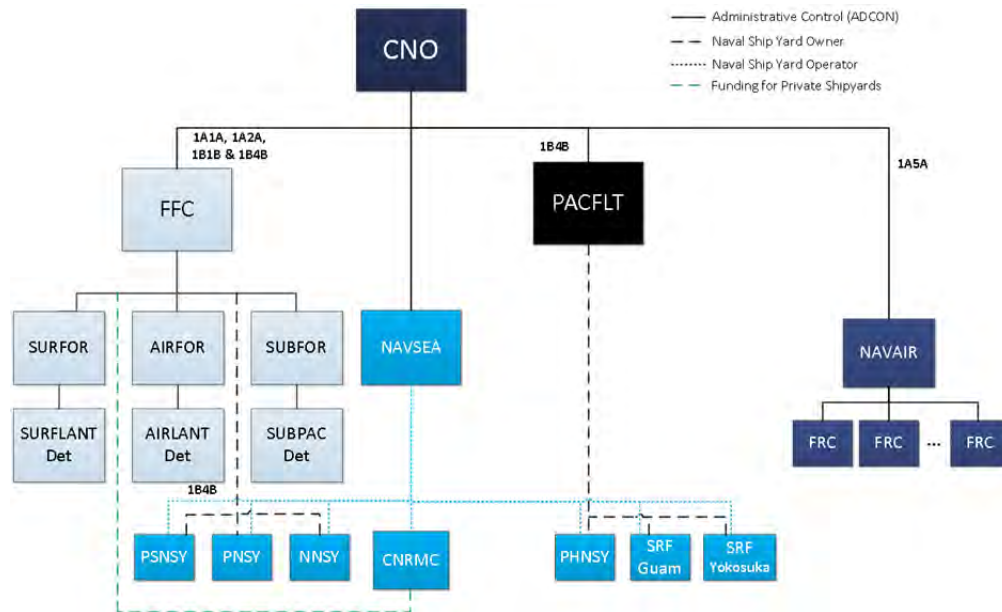 CNO
Administrative Control (ADCON)
Naval Ship Yard Owner
Naval Ship Yard Operator
Funding for Private Shipyards
1A1A, 1A2A,
1B1B & 1B4B
1B4B
1A5A
FFC
PACFLT
SURFOR
AIRFOR
SUBFOR
NAVSEA
NAVAIR
SURFLANT
Det
AIRLANT
Det
SUBPAC
Det
FRC
FRC
...
FRC
1B4B
PSNSY
PNSY
NNSY
CNRMC
PHNSY
SRF
Guam
SRF
Yokosuka